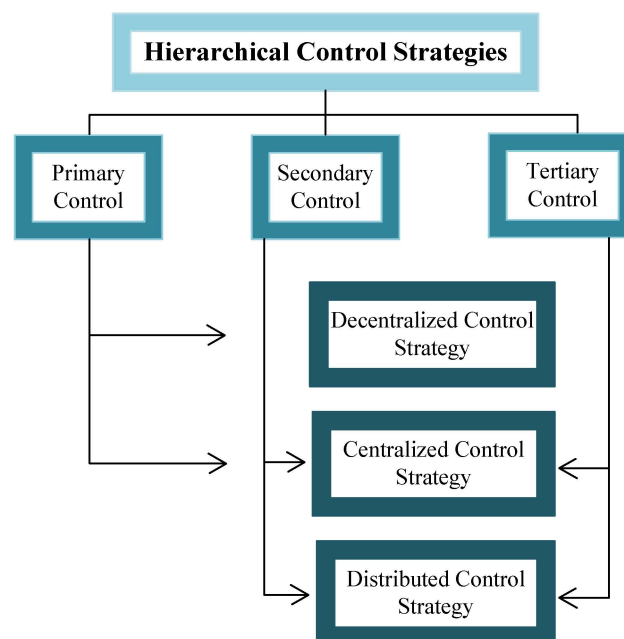 Hierarchical Control Strategies
Primary
Control
Secondary
Control
Tertiary
Control
Decentralized Control
Strategy
Centralized Control
Strategy
Distributed Control
Strategy